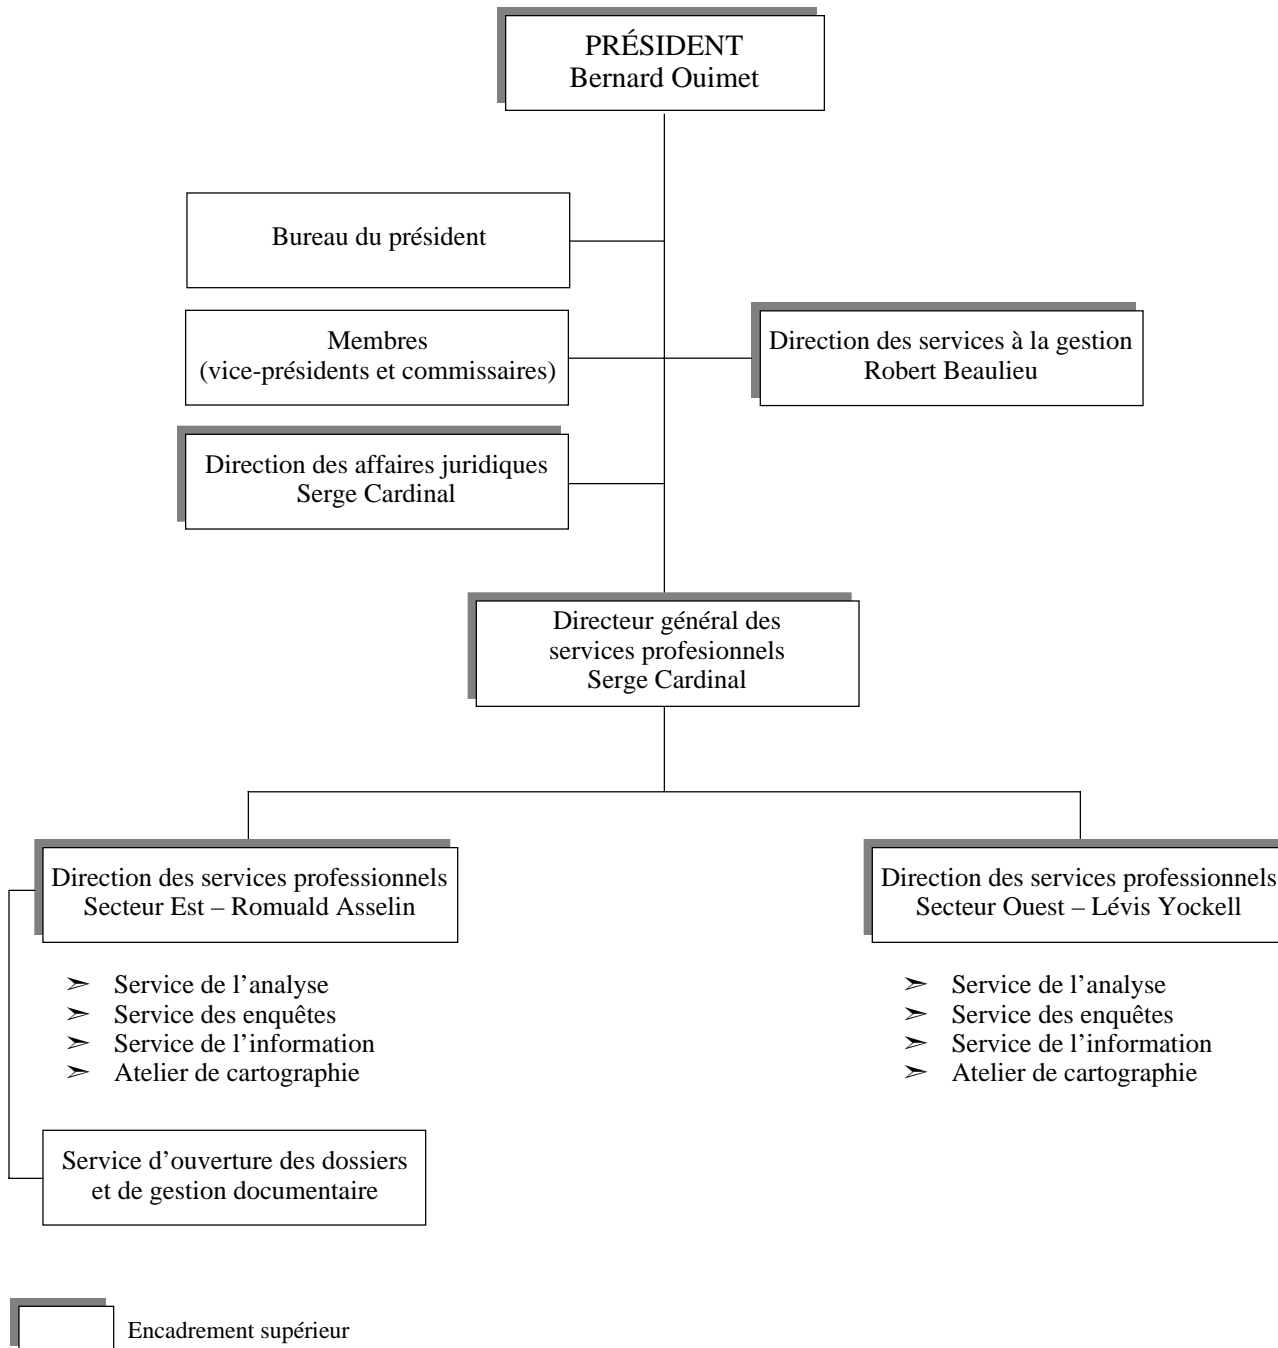 PRÉSIDENT
Bernard Ouimet
Bureau du président
Membres
(vice-présidents et commissaires)
Direction des services à la gestion
Robert Beaulieu
Direction des affaires juridiques
Serge Cardinal
Directeur général des
services profesionnels
Serge Cardinal
Direction des services professionnels
Secteur Est – Romuald Asselin
➣ Service de l’analyse
➣ Service des enquêtes
➣ Service de l’information
➣ Atelier de cartographie
Service d’ouverture des dossiers
et de gestion documentaire
Direction des services professionnels
Secteur Ouest – Lévis Yockell
➣ Service de l’analyse
➣ Service des enquêtes
➣ Service de l’information
➣ Atelier de cartographie
Encadrement supérieur